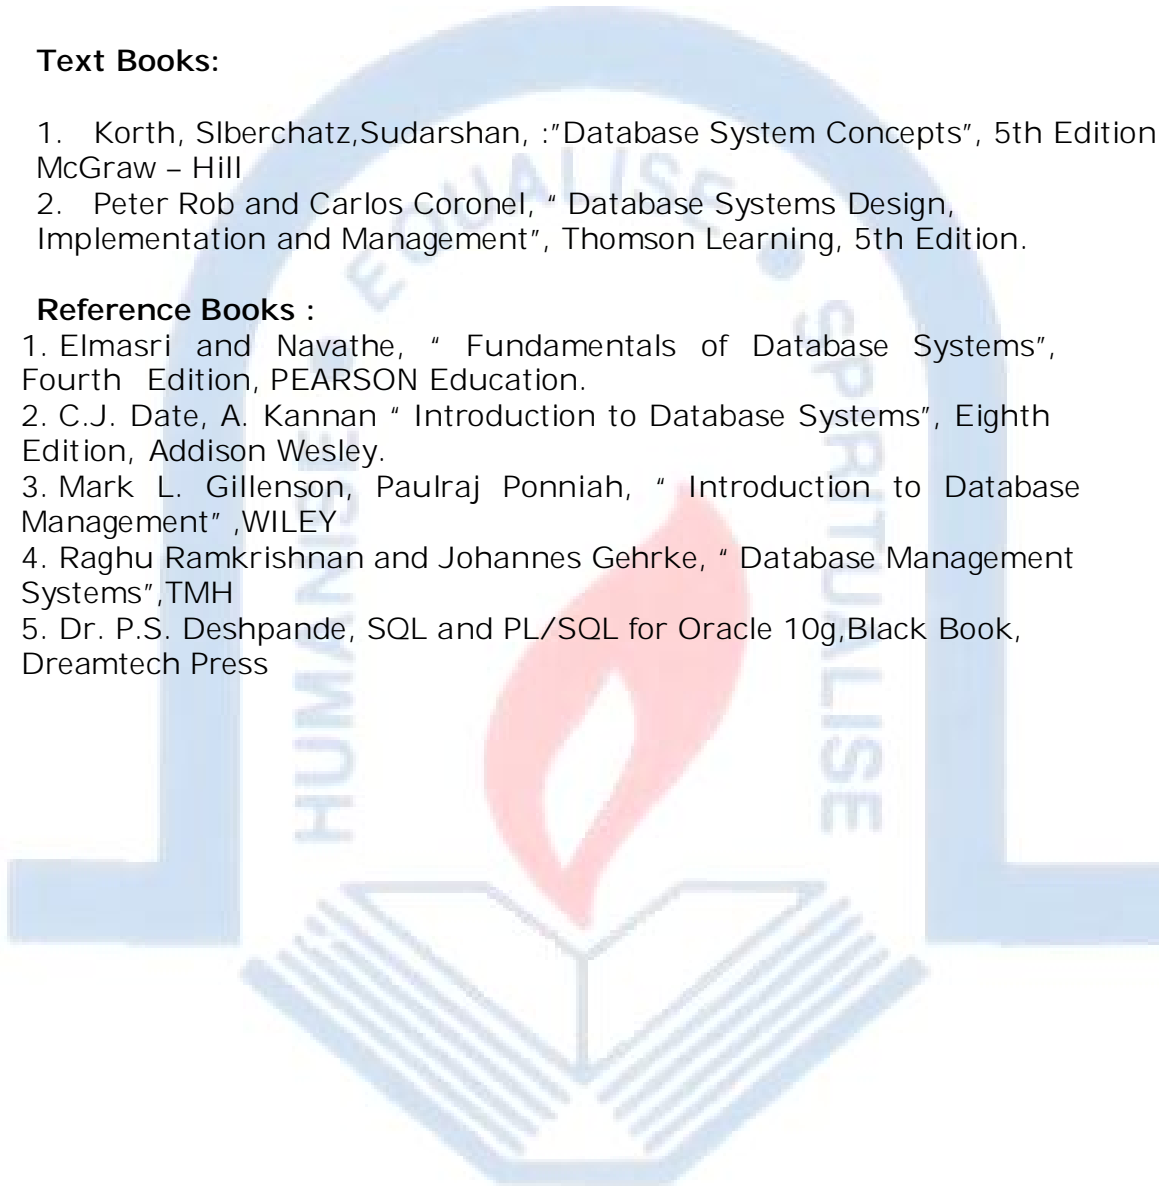 Text Books:
1. Korth, Slberchatz,Sudarshan, :"Database System Concepts", 5th Edition
McGraw – Hill
2. Peter Rob and Carlos Coronel, " Database Systems Design,
Implementation and Management", Thomson Learning, 5th Edition.
Reference Books :
1. Elmasri and Navathe, " Fundamentals of Database Systems",
Fourth Edition, PEARSON Education.
2. C.J. Date, A. Kannan " Introduction to Database Systems", Eighth
Edition, Addison Wesley.
3. Mark L. Gillenson, Paulraj Ponniah, " Introduction to Database
Management" ,WILEY
4. Raghu Ramkrishnan and Johannes Gehrke, " Database Management
Systems",TMH
5. Dr. P.S. Deshpande, SQL and PL/SQL for Oracle 10g,Black Book,
Dreamtech Press
HUMANISE • EQUALISE • SPRITUALISE